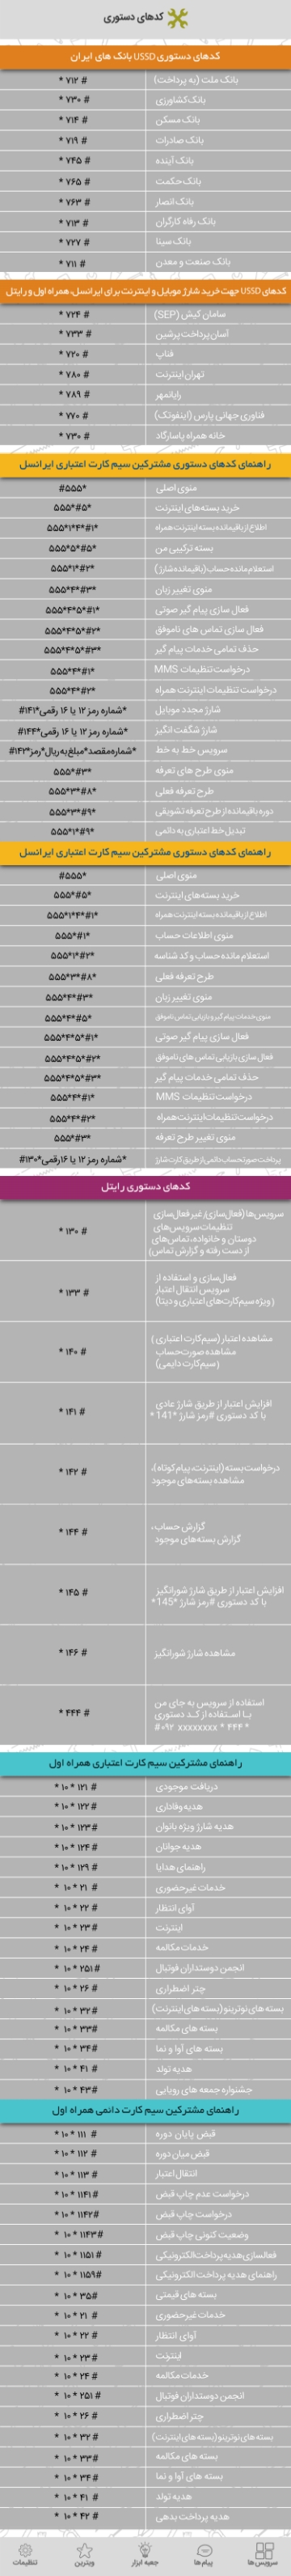 کدهای دستوری
کدهای دستوری USSD بانک های ایران
بانک ملت (به پرداخت) * ۷۱۲ #
بانک کشاورزی * ۷۳۰ #
بانک مسکن * ۷۱۴ #
بانک صادرات * ۷۱۹ #
بانک آینده * ۷۴۵ #
بانک حکمت * ۷۶۵ #
بانک انصار * ۷۶۳ #
بانک رفاه کارگران * ۷۱۳ #
بانک سینا * ۷۲۷ #
بانک صنعت و معدن * ۷۱۱ #
کدهای USSD جهت خرید شارژ موبایل و اینترنت برای ایرانسل، همراه اول و رایتل
سامان کیش (SEP) * ۷۲۴ #
آسان پرداخت پرشین * ۷۳۳ #
فناپ * ۷۲۰ #
تهران اینترنت * ۷۸۰ #
رایانمهر * ۷۸۹ #
فناوری جهانی پارس (اینفوتک) * ۷۷۰ #
خانه همراه پاسارگاد * ۷۳۰ #
راهنمای کدهای دستوری مشترکین سیم کارت اعتباری ایرانسل
منوی اصلی *۵۵۵#
خرید بسته‌های اینترنت *۵#*۵۵۵
اطلاع از باقیمانده بسته اینترنت همراه *۱#*۴*۱*۵۵۵
بسته ترکیبی من *۵#*۵*۵۵۵
استعلام مانده حساب (باقیمانده شارژ) *۲#*۱*۵۵۵
منوی تغییر زبان *۳#*۴*۵۵۵
فعال سازی پیام گیر صوتی *۱#*۵*۴*۵۵۵
فعال سازی تماس های ناموفق *۲#*۵*۴*۵۵۵
حذف تمامی خدمات پیام گیر *۳#*۵*۴*۵۵۵
درخواست تنظیمات MMS *۱#*۴*۵۵۵
درخواست تنظیمات اینترنت همراه *۲#*۴*۵۵۵
شارژ مجدد موبایل *شماره رمز ۱۲ یا ۱۶ رقمی*۱۴۱#
شارژ شگفت انگیز *شماره رمز ۱۲ یا ۱۶ رقمی*۱۴۴#
سرویس خط به خط *شماره‌مقصد*مبلغ‌به‌ریال*رمز*۱۴۲#
منوی طرح های تعرفه *۳#*۵۵۵
طرح تعرفه فعلی *۸#*۳*۵۵۵
دوره باقیمانده از طرح تعرفه تشویقی *۹#*۳*۵۵۵
تبدیل خط اعتباری به دائمی *۹#*۱*۵۵۵
راهنمای کدهای دستوری مشترکین سیم کارت اعتباری ایرانسل
منوی اصلی *۵۵۵#
خرید بسته‌های اینترنت *۵#*۵۵۵
اطلاع از باقیمانده بسته اینترنت همراه *۱#*۴*۱*۵۵۵
منوی اطلاعات حساب *۱#*۵۵۵
استعلام مانده حساب و کد شناسه *۲#*۱*۵۵۵
طرح تعرفه فعلی *۸#*۳*۵۵۵
منوی تغییر زبان *۳#*۴*۵۵۵
منوی خدمات پیام گیر و بازیابی تماس ناموفق *۵#*۴*۵۵۵
فعال سازی پیام گیر صوتی *۱#*۵*۴*۵۵۵
فعال سازی بازیابی تماس های ناموفق *۲#*۵*۴*۵۵۵
حذف تمامی خدمات پیام گیر *۳#*۵*۴*۵۵۵
درخواست تنظیمات MMS *۱#*۴*۵۵۵
درخواست تنظیمات اینترنت همراه *۲#*۴*۵۵۵
منوی تغییر طرح تعرفه *۳#*۵۵۵
پرداخت صورتحساب دائمی از طریق کارت شارژ *شماره رمز ۱۲ یا ۱۶رقمی*۱۳۰#
کدهای دستوری رایتل
سرویس‌ها (فعال‌سازی/غیر فعال‌سازی
تنظیمات سرویس‌های
دوستان و خانواده، تماس‌های
از دست رفته و گزارش تماس) * ۱۳۰ #
فعال‌سازی و استفاده از
سرویس انتقال اعتبار
(ویژه سیم‌کارت‌های اعتباری و دیتا) * ۱۳۳ #
مشاهده اعتبار (سیم‌کارت اعتباری)
مشاهده صورت‌حساب
(سیم‌کارت دایمی) * ۱۴۰ #
افزایش اعتبار از طریق شارژ عادی
با کد دستوری #رمز شارژ *141* * ۱۴۱ #
درخواست بسته (اینترنت، پیام کوتاه)،
مشاهده بسته‌های موجود * ۱۴۲ #
گزارش حساب،
گزارش بسته‌های موجود * ۱۴۴ #
افزایش اعتبار از طریق شارژ شورانگیز
با کد دستوری #رمز شارژ *145* * ۱۴۵ #
مشاهده شارژ شورانگیز * ۱۴۶ #
استفاده از سرویس به جای من
با استفاده از کد دستوری
* ۴۴۴ * ۰۹۲ xxxxxxxx# * ۴۴۴ #
راهنمای مشترکین سیم کارت اعتباری همراه اول
دریافت موجودی * ۱۰ * ۱۲۱ #
هدیه وفاداری * ۱۰ * ۱۲۲ #
هدیه شارژ ویژه بانوان * ۱۰ * ۱۲۳ #
هدیه جوانان * ۱۰ * ۱۲۴ #
راهنمای هدایا * ۱۰ * ۱۲۹ #
خدمات غیرحضوری * ۱۰ * ۲۱ #
آوای انتظار * ۱۰ * ۲۲ #
اینترنت * ۱۰ * ۲۳ #
خدمات مکالمه * ۱۰ * ۲۴ #
انجمن دوستداران فوتبال * ۱۰ * ۲۵۱ #
چتر اضطراری * ۱۰ * ۲۶ #
بسته های نوترینو (بسته های اینترنت) * ۱۰ * ۳۲ #
بسته های مکالمه * ۱۰ * ۳۳ #
بسته های آوا و نما * ۱۰ * ۳۴ #
هدیه تولد * ۱۰ * ۴۱ #
جشنواره جمعه های رویایی * ۱۰ * ۴۳ #
راهنمای مشترکین سیم کارت دائمی همراه اول
قبض پایان دوره * ۱۰ * ۱۱۱ #
قبض میان دوره * ۱۰ * ۱۱۲ #
انتقال اعتبار * ۱۰ * ۱۱۳ #
درخواست عدم چاپ قبض * ۱۰ * ۱۱۴۱ #
درخواست چاپ قبض * ۱۰ * ۱۱۴۲ #
وضعیت کنونی چاپ قبض * ۱۰ * ۱۱۴۳ #
فعالسازی هدیه پرداخت الکترونیکی * ۱۰ * ۱۱۵۱ #
راهنمای هدیه پرداخت الکترونیکی * ۱۰ * ۱۱۵۹ #
بسته های قیمتی * ۱۰ * ۳۵ #
خدمات غیرحضوری * ۱۰ * ۲۱ #
آوای انتظار * ۱۰ * ۲۲ #
اینترنت * ۱۰ * ۲۳ #
خدمات مکالمه * ۱۰ * ۲۴ #
انجمن دوستداران فوتبال * ۱۰ * ۲۵۱ #
چتر اضطراری * ۱۰ * ۲۶ #
بسته های نوترینو (بسته های اینترنت) * ۱۰ * ۳۲ #
بسته های مکالمه * ۱۰ * ۳۳ #
بسته های آوا و نما * ۱۰ * ۳۴ #
هدیه تولد * ۱۰ * ۴۱ #
هدیه پرداخت بدهی * ۱۰ * ۴۲ #
سرویس‌ها پیام‌ها جعبه ابزار ویترین تنظیمات